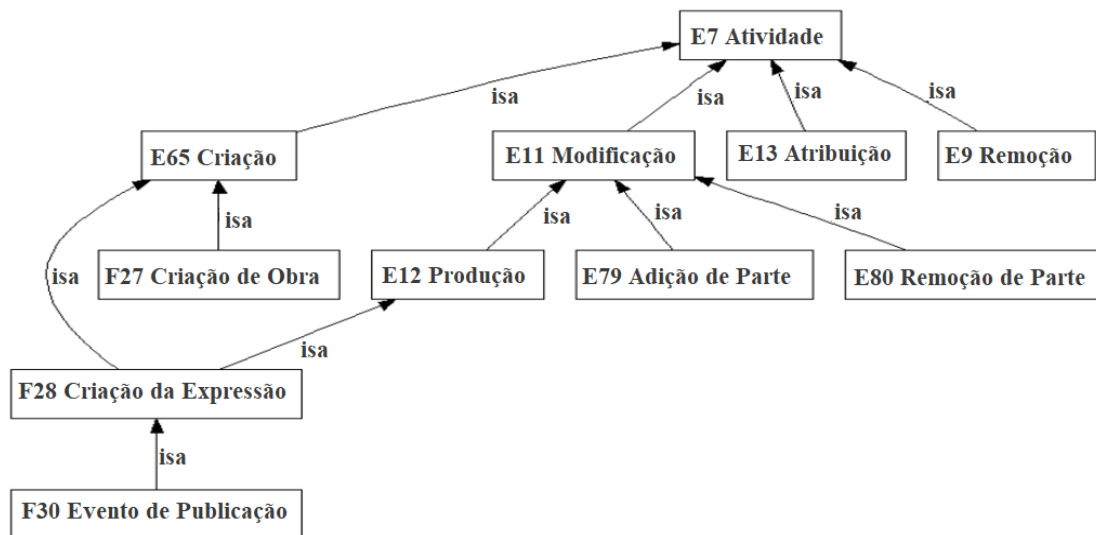 E7 Atividade
isa
isa
isa
isa
E65 Criação
E11 Modificação
E13 Atribuição
E9 Remoção
isa
isa
isa
isa
isa
F27 Criação de Obra
E12 Produção
E79 Adição de Parte
E80 Remoção de Parte
isa
F28 Criação da Expressão
isa
F30 Evento de Publicação